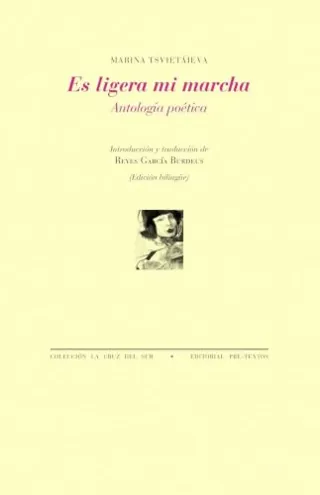 MARINA TSVIETÁIEVA
Es ligera mi marcha
Antología poética
Introducción y traducción de
REYES GARCÍA BURDEUS
(Edición bilingüe)
COLECCIÓN LA CRUZ DEL SUR • EDITORIAL PRE-TEXTOS